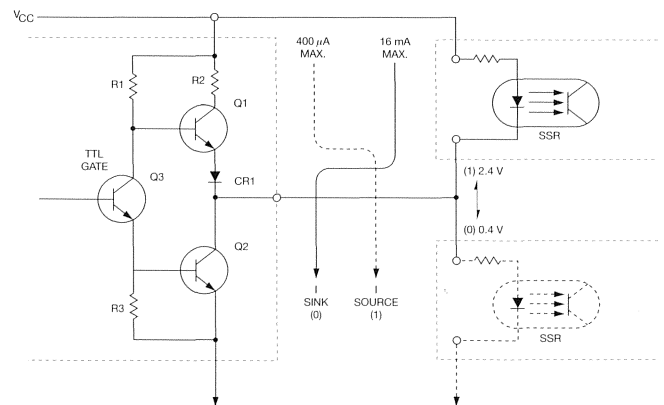 VCC
400 µA
MAX.
16 mA
MAX.
R1
R2
Q1
SSR
TTL
GATE
Q3
CR1
(1) 2.4 V
(0) 0.4 V
Q2
R3
I
SINK
(0)
I
SOURCE
(1)
SSR